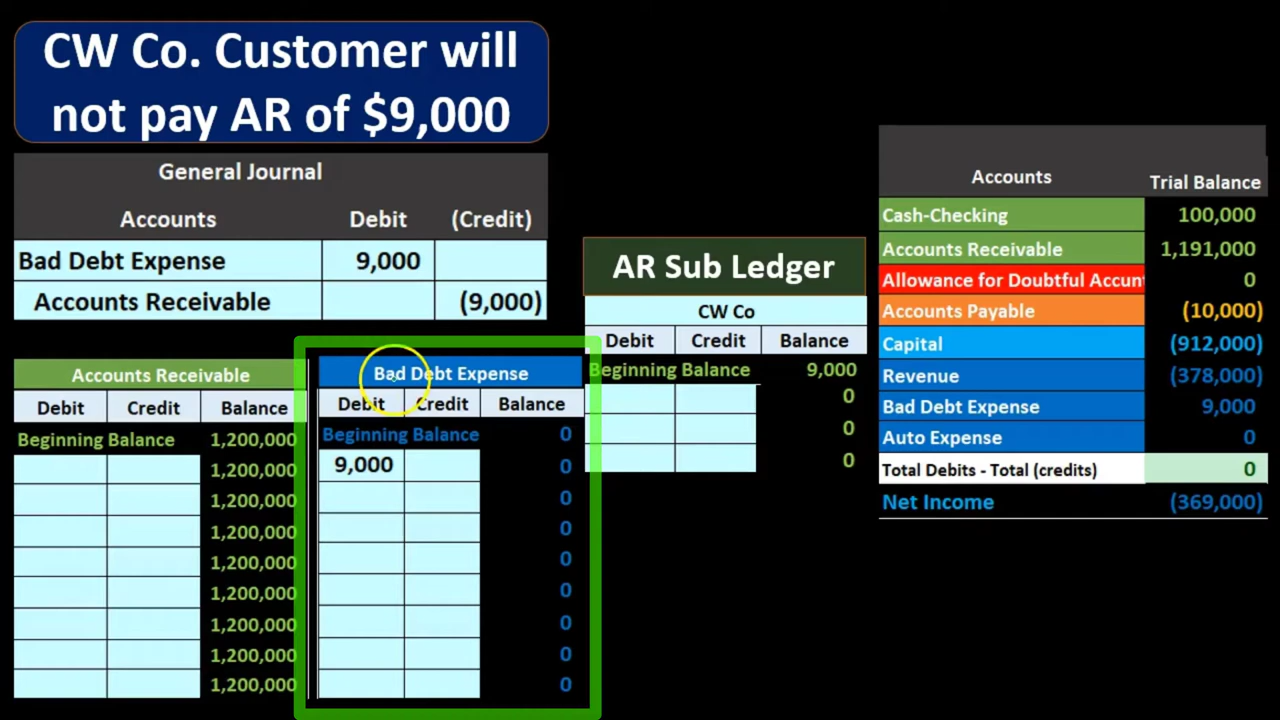 CW Co. Customer will
not pay AR of $9,000
General Journal
Accounts Debit (Credit)
Bad Debt Expense 9,000
Accounts Receivable (9,000)
Accounts Receivable
Debit Credit Balance
Beginning Balance 1,200,000
1,200,000
1,200,000
1,200,000
1,200,000
1,200,000
1,200,000
1,200,000
1,200,000
Bad Debt Expense
Debit Credit Balance
Beginning Balance 0
9,000 0
0
0
0
0
0
0
0
AR Sub Ledger
CW Co
Debit Credit Balance
Beginning Balance 9,000
0
0
0
Accounts Trial Balance
Cash-Checking 100,000
Accounts Receivable 1,191,000
Allowance for Doubtful Accun 0
Accounts Payable (10,000)
Capital (912,000)
Revenue (378,000)
Bad Debt Expense 9,000
Auto Expense 0
Total Debits - Total (credits) 0
Net Income (369,000)